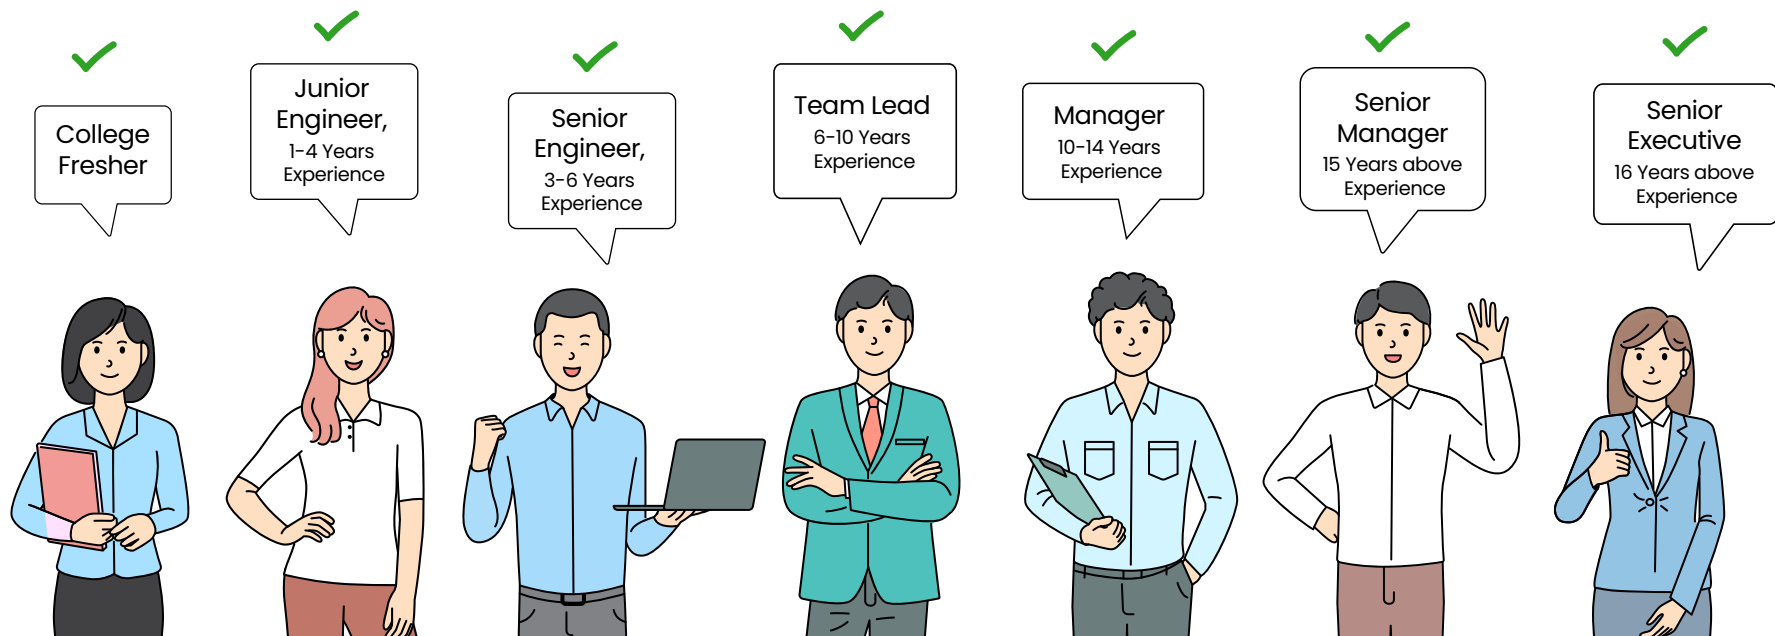 College
Fresher
Junior
Engineer,
1-4 Years
Experience
Senior
Engineer,
3-6 Years
Experience
Team Lead
6-10 Years
Experience
Manager
10-14 Years
Experience
Senior
Manager
15 Years above
Experience
Senior
Executive
16 Years above
Experience